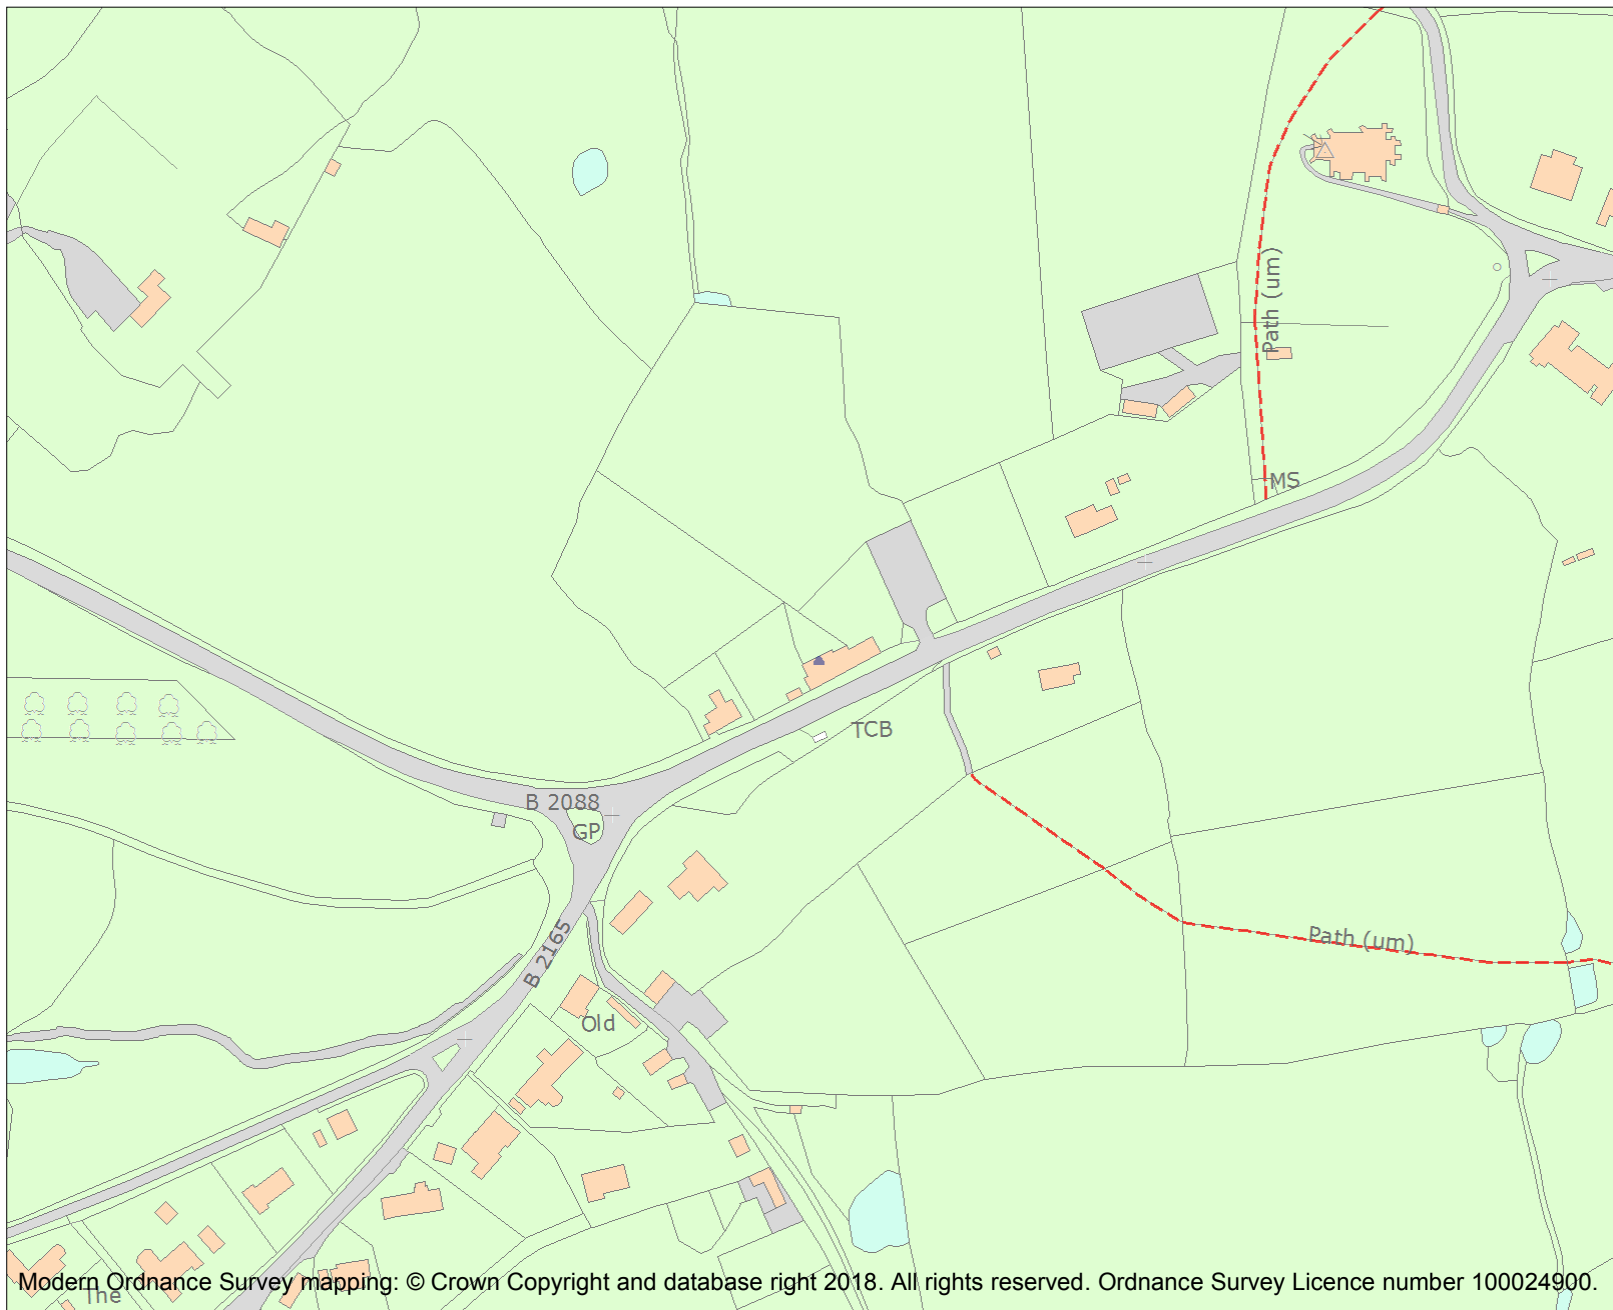 Path (um)
MS
TCB
B 2088
GP
B 2165
Path (um)
Old
Modern Ordnance Survey mapping: © Crown Copyright and database right 2018. All rights reserved. Ordnance Survey Licence number 100024900.
The